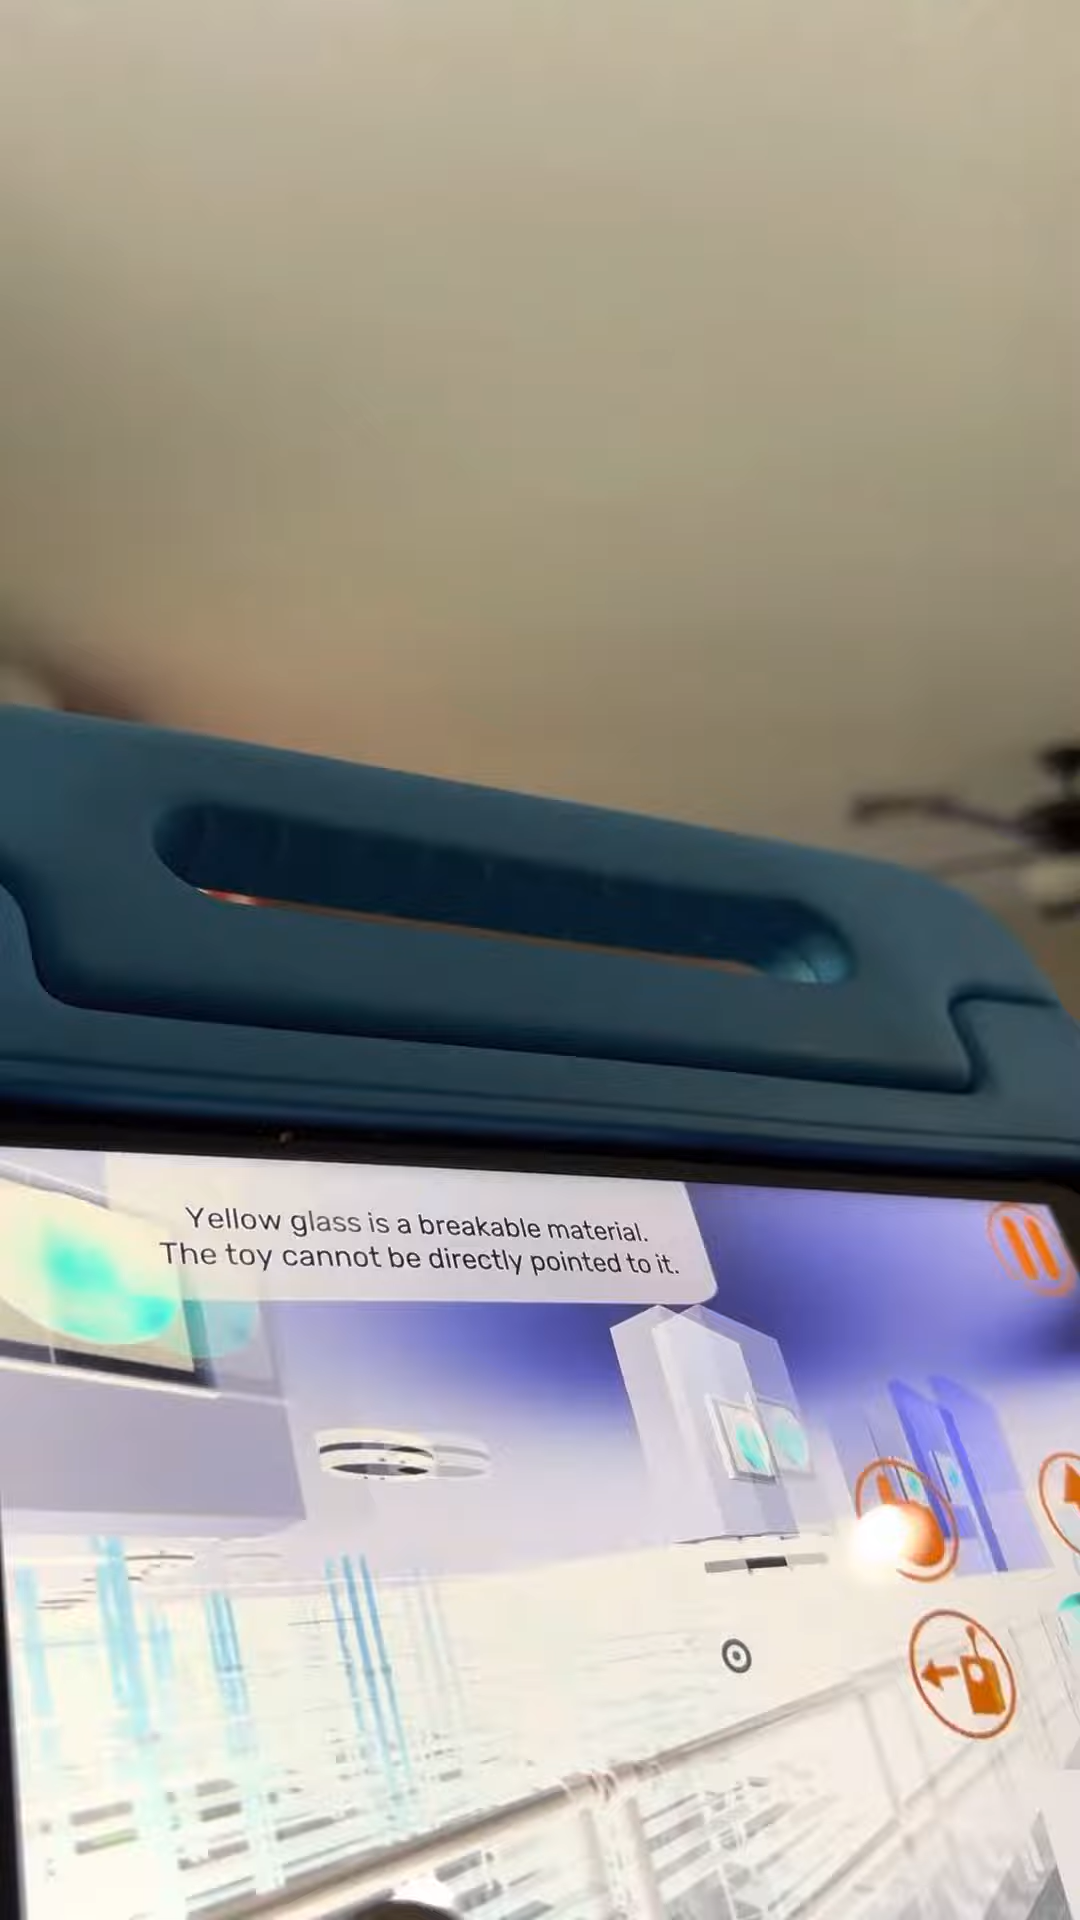 Yellow glass is a breakable material.
The toy cannot be directly pointed to it.